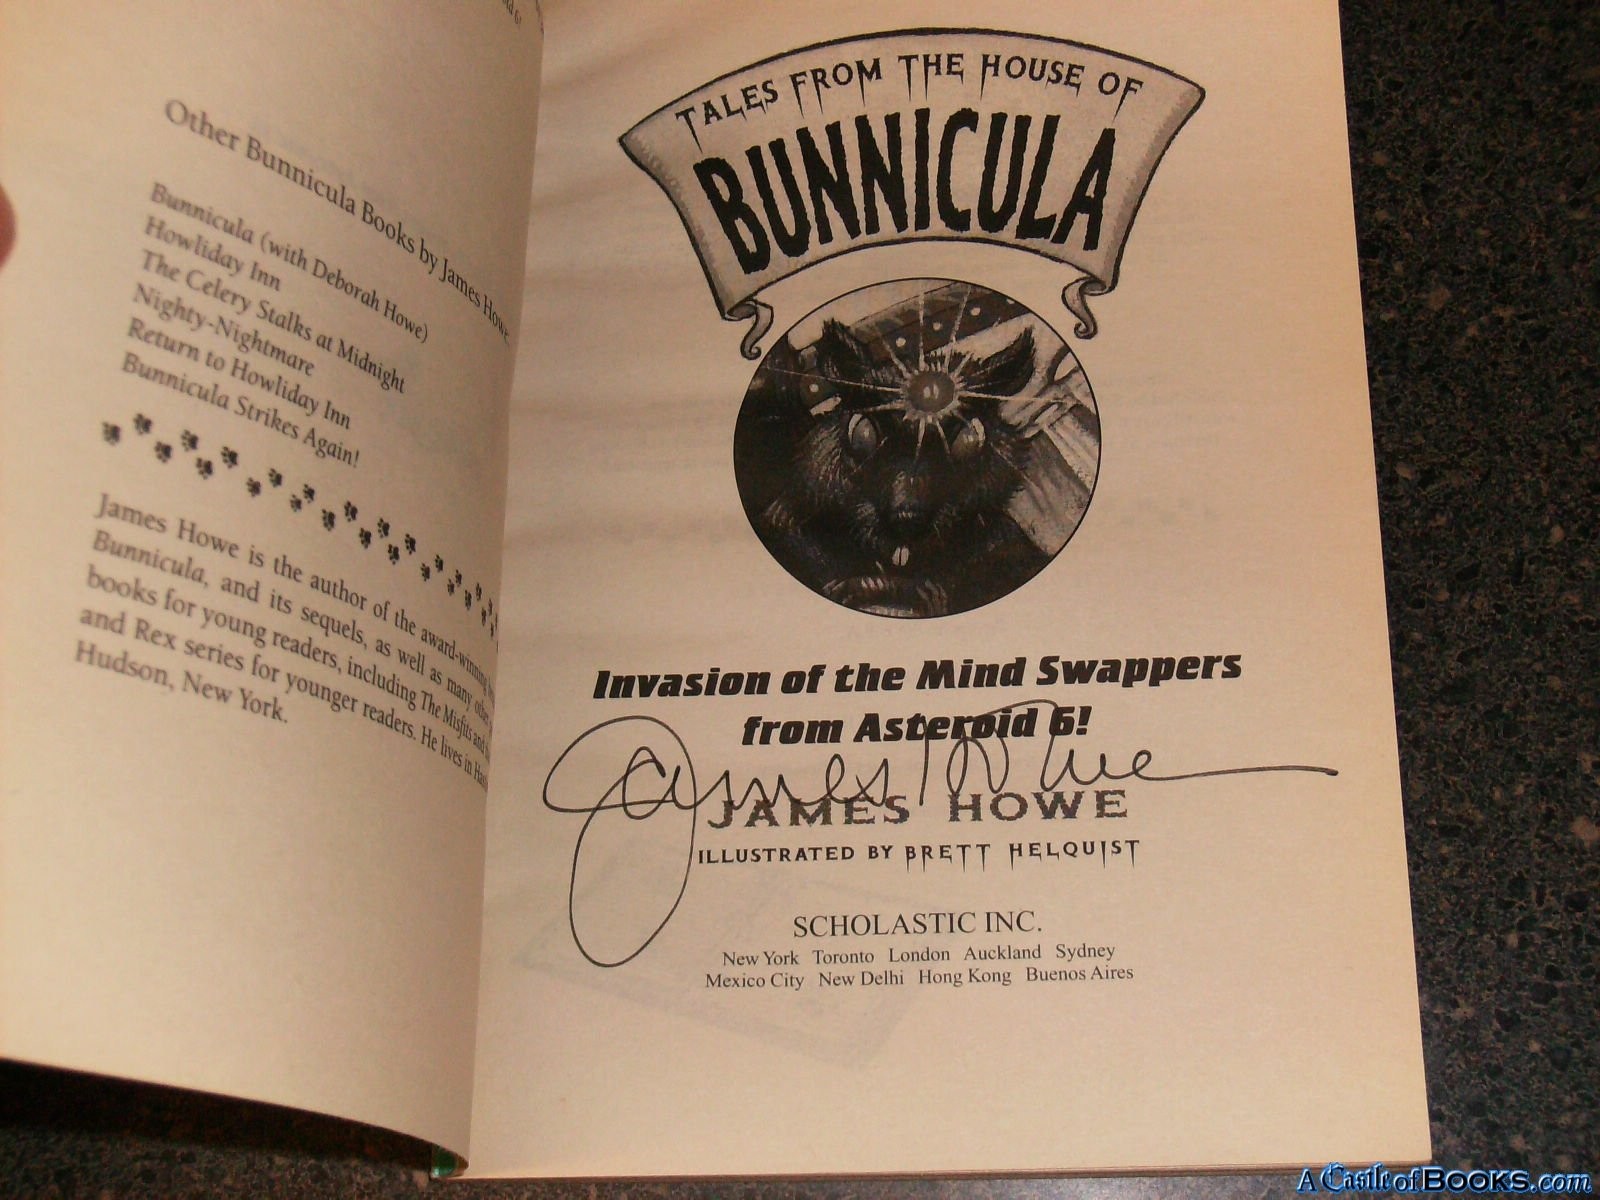 Other Bunnicula Books by James Howe
Bunnicula (with Deborah Howe)
Howliday Inn
The Celery Stalks at Midnight
Nighty-Nightmare
Return to Howliday Inn
Bunnicula Strikes Again!
James Howe is the author of the award-winning
Bunnicula, and its sequels, as well as many other
books for young readers, including The Misfits and
and Rex series for younger readers. He lives in
Hudson, New York.
TALES FROM THE HOUSE OF
BUNNICULA
Invasion of the Mind Swappers
from Asteroid 6!
James Howe
JAMES HOWE
ILLUSTRATED BY BRETT HELQUIST
SCHOLASTIC INC.
New York Toronto London Auckland Sydney
Mexico City New Delhi Hong Kong Buenos Aires
A Castle of BOOKS.com